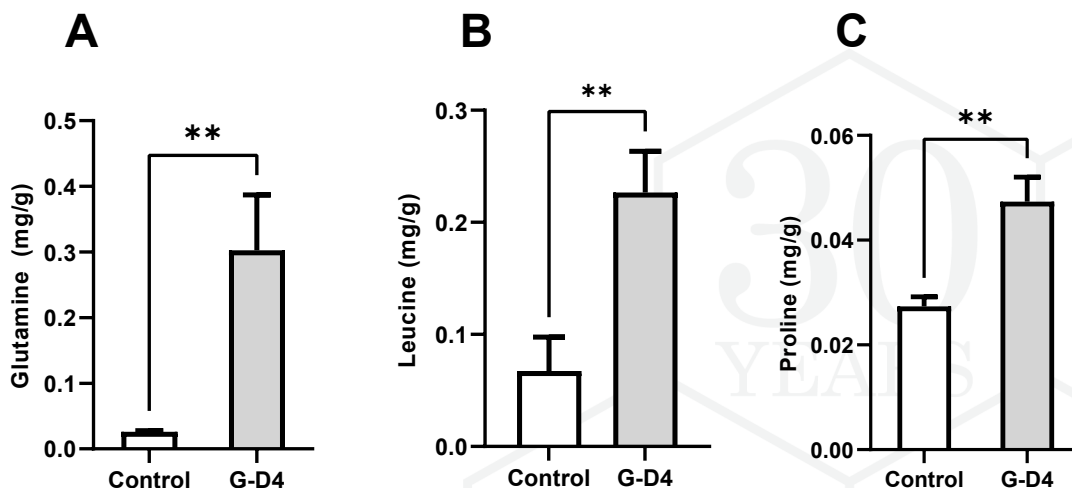 A
B
C
**
**
**
Glutamine (mg/g)
0.5
0.4
0.3
0.2
0.1
0.0
Control G-D4
Leucine (mg/g)
0.3
0.2
0.1
0.0
Control G-D4
Proline (mg/g)
0.06
0.04
0.02
0.00
Control G-D4
30
YEARS